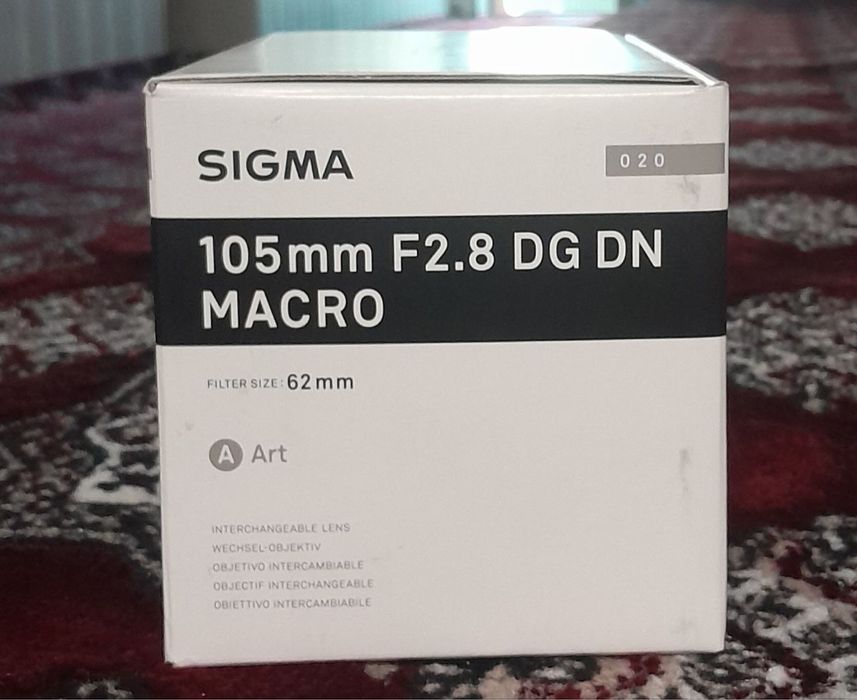 SIGMA
020
105mm F2.8 DG DN
MACRO
FILTER SIZE: 62mm
A Art
INTERCHANGEABLE LENS
WECHSEL-OBJEKTIV
OBJETIVO INTERCAMBIABLE
OBJECTIF INTERCHANGEABLE
OBIETTIVO INTERCAMBIABILE